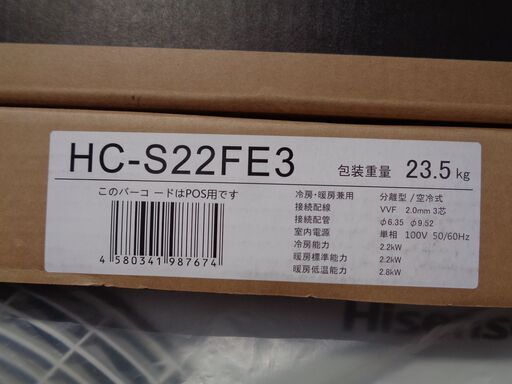 HC-S22FE3
包装重量 23.5kg
このバーコードはPOS用です
4 580341 987674
冷房・暖房兼用 分離型/空冷式
接続配線 VVF 2.0mm 3芯
接続配管 φ6.35 φ9.52
室内電源 単相 100V 50/60Hz
冷房能力 2.2kW
暖房標準能力 2.2kW
暖房低温能力 2.8kW
Hisense